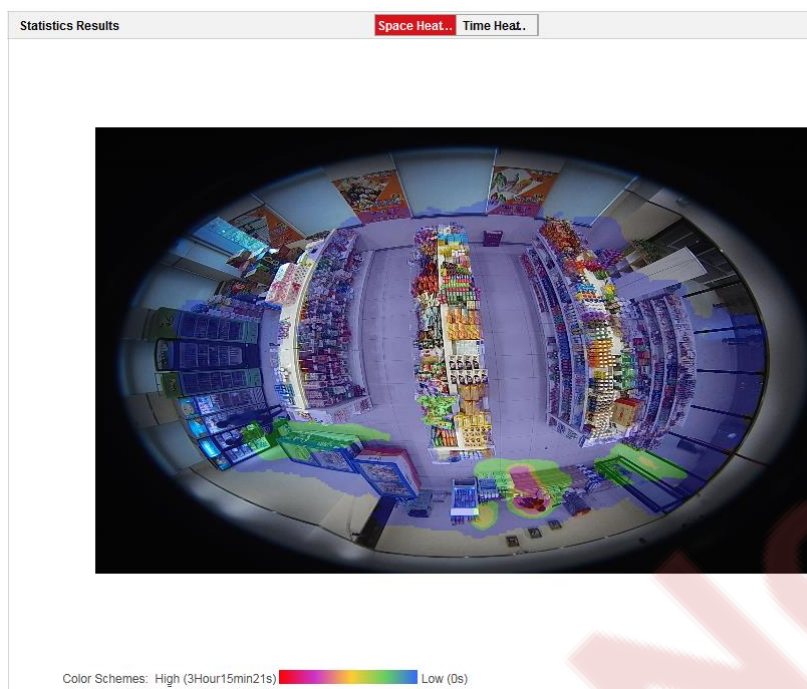 Statistics Results
Space Heat... Time Heat..
Color Schemes: High (3Hour15min21s) Low (0s)